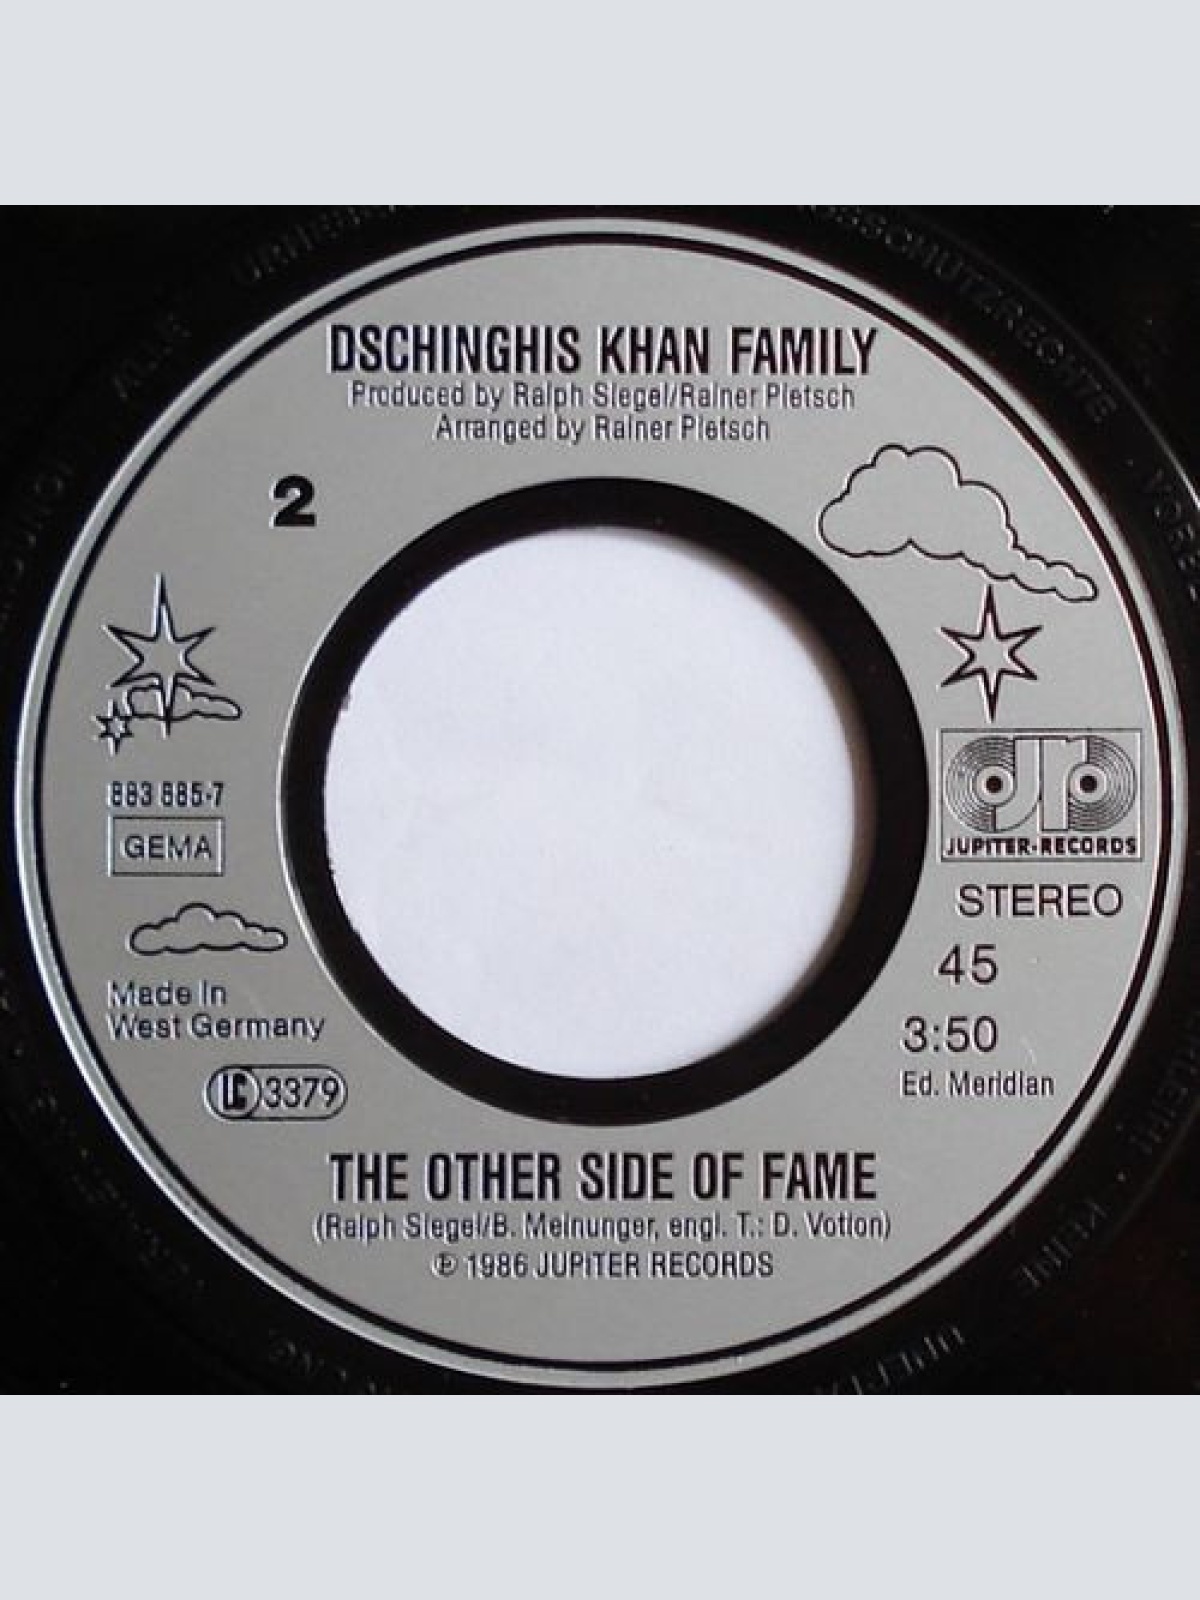 DSCHINGHIS KHAN FAMILY
Produced by Ralph Siegel/Rainer Pietsch
Arranged by Rainer Pietsch
2
883 885-7
GEMA
Made In
West Germany
LC 3379
JUPITER-RECORDS
STEREO
45
3:50
Ed. Meridian
THE OTHER SIDE OF FAME
(Ralph Siegel/B. Meinunger, engl. T.: D. Votion)
℗ 1986 JUPITER RECORDS
ALLE